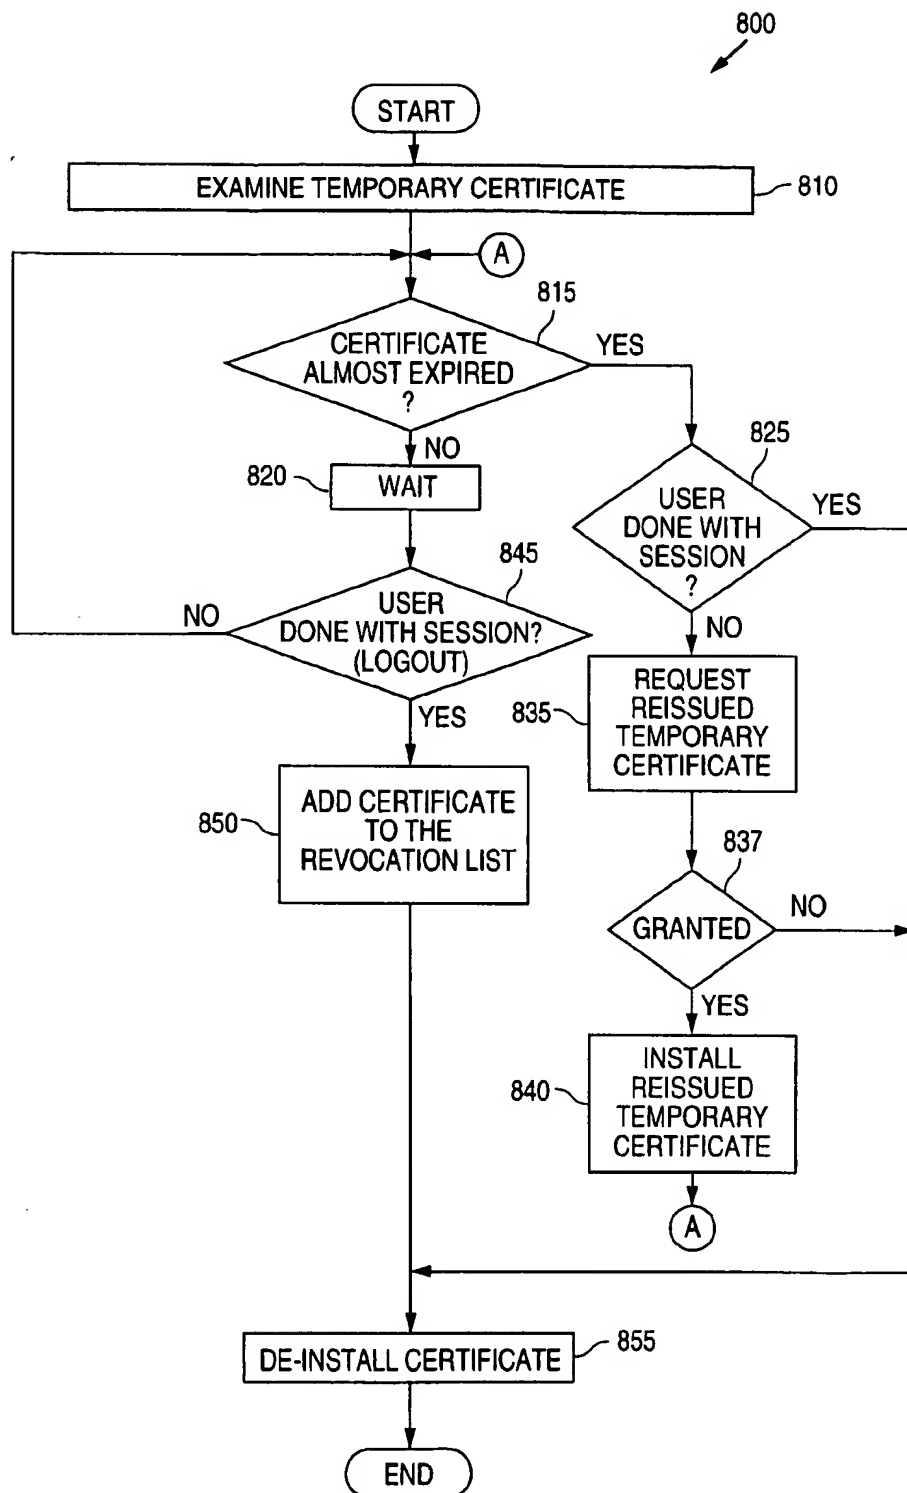 800
START
EXAMINE TEMPORARY CERTIFICATE
810
A
815
CERTIFICATE
ALMOST EXPIRED
?
YES
NO
820
WAIT
825
USER
DONE WITH
SESSION
?
YES
NO
845
USER
DONE WITH SESSION?
(LOGOUT)
NO
YES
835
REQUEST
REISSUED
TEMPORARY
CERTIFICATE
850
ADD CERTIFICATE
TO THE
REVOCATION LIST
837
GRANTED
NO
YES
840
INSTALL
REISSUED
TEMPORARY
CERTIFICATE
A
DE-INSTALL CERTIFICATE
855
END